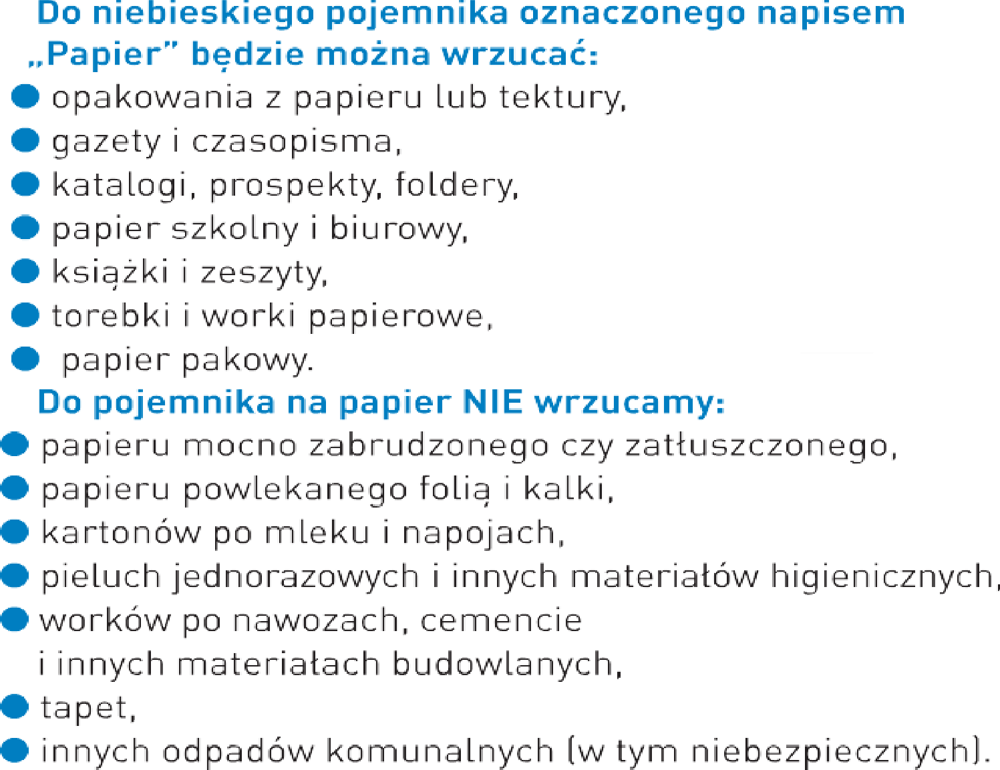 Do niebieskiego pojemnika oznaczonego napisem
„Papier” będzie można wrzucać:
● opakowania z papieru lub tektury,
● gazety i czasopisma,
● katalogi, prospekty, foldery,
● papier szkolny i biurowy,
● książki i zeszyty,
● torebki i worki papierowe,
● papier pakowy.
Do pojemnika na papier NIE wrzucamy:
● papieru mocno zabrudzonego czy zatłuszczonego,
● papieru powlekanego folią i kalki,
● kartonów po mleku i napojach,
● pieluch jednorazowych i innych materiałów higienicznych,
● worków po nawozach, cemencie
i innych materiałach budowlanych,
● tapet,
● innych odpadów komunalnych (w tym niebezpiecznych).